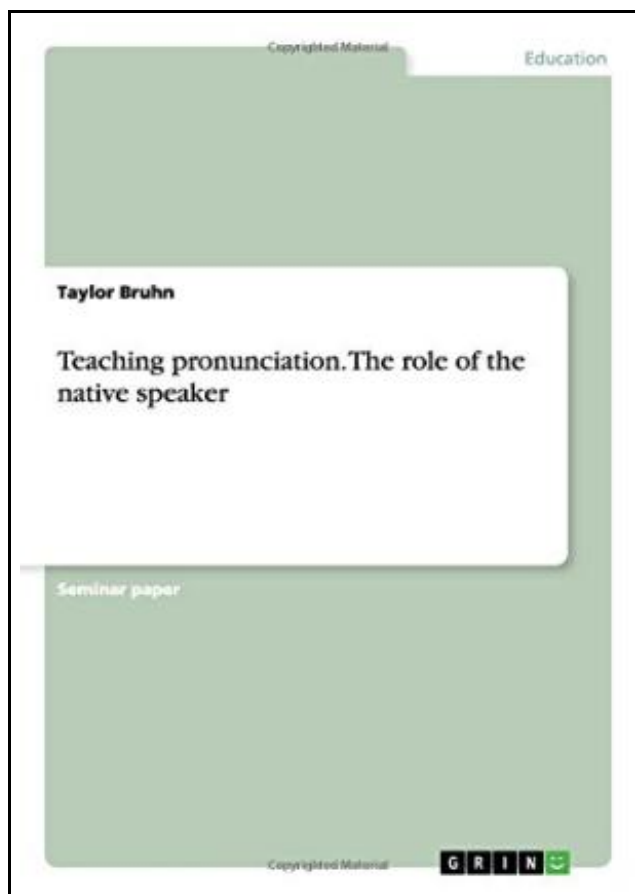 Copyrighted Material
Education
Taylor Bruhn
Teaching pronunciation. The role of the
native speaker
Seminar paper
Copyrighted Material
GRIN